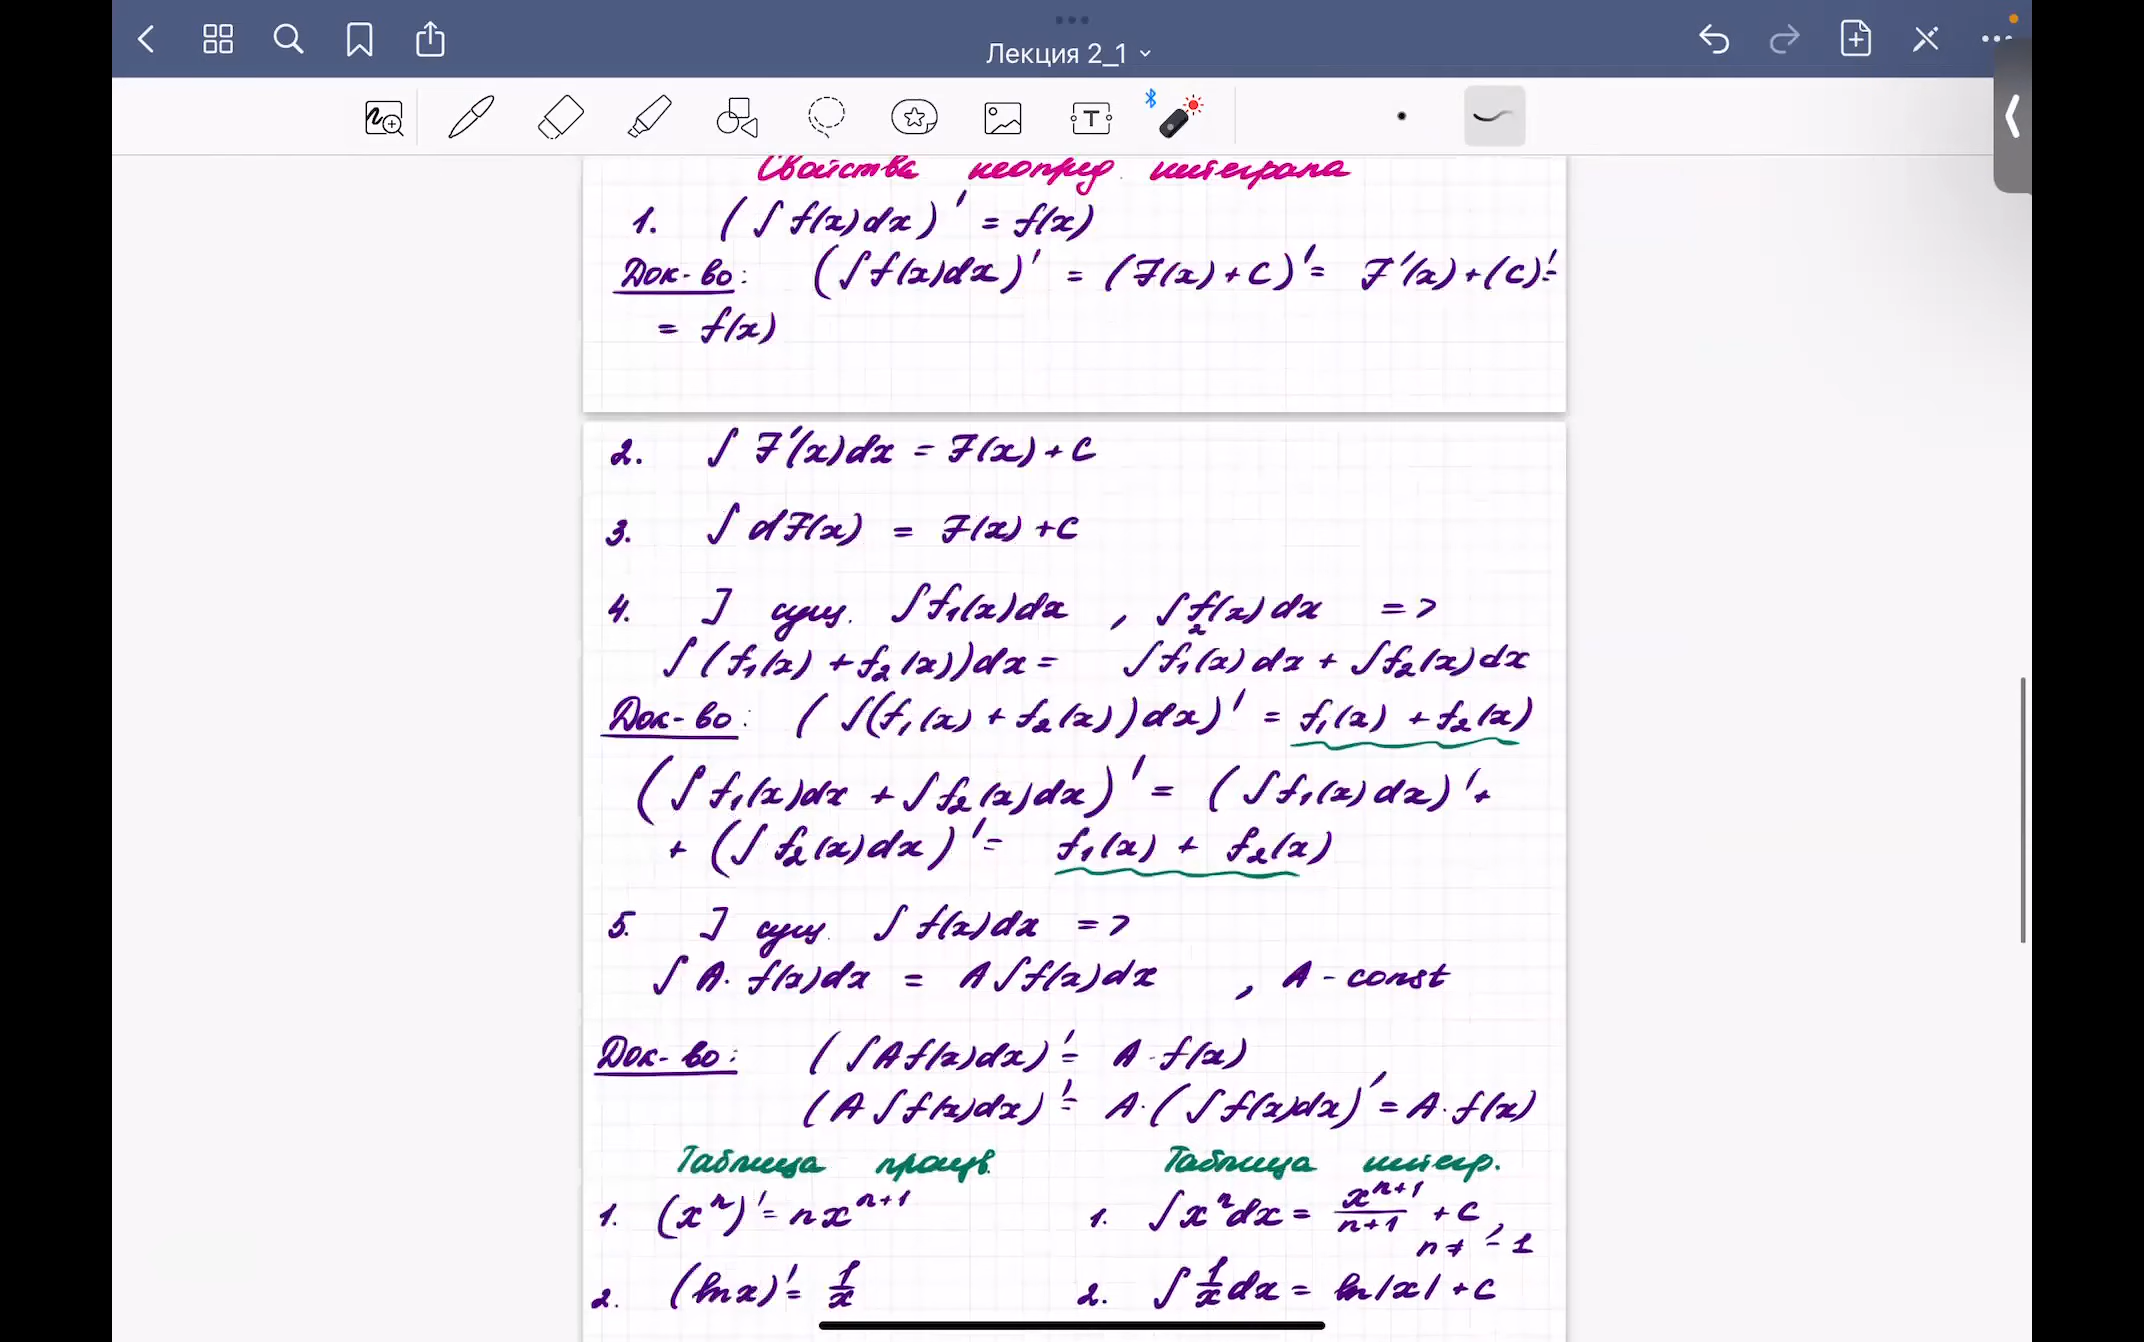 Лекция 2_1
Свойства неопред. интеграла
1. (∫ f(x)dx)' = f(x)
Док-во: (∫f(x)dx)' = (F(x)+C)' = F'(x)+(C)' =
= f(x)
2. ∫ F'(x)dx = F(x)+C
3. ∫ dF(x) = F(x)+C
4. ] сущ. ∫f₁(x)dx , ∫f₂(x)dx =>
∫(f₁(x)+f₂(x))dx = ∫f₁(x)dx + ∫f₂(x)dx
Док-во: (∫(f₁(x)+f₂(x))dx)' = f₁(x)+f₂(x)
(∫f₁(x)dx + ∫f₂(x)dx)' = (∫f₁(x)dx)' +
+ (∫f₂(x)dx)' = f₁(x) + f₂(x)
5. ] сущ. ∫ f(x)dx =>
∫ A·f(x)dx = A∫f(x)dx , A - const
Док-во: (∫Af(x)dx)' = A·f(x)
(A∫f(x)dx)' = A·(∫f(x)dx)' = A·f(x)
Таблица произв. Таблица интегр.
1. (xⁿ)' = nxⁿ⁺¹ 1. ∫xⁿdx = xⁿ⁺¹/(n+1) + C, n ≠ -1
2. (ln x)' = 1/x 2. ∫ 1/x dx = ln|x| + C